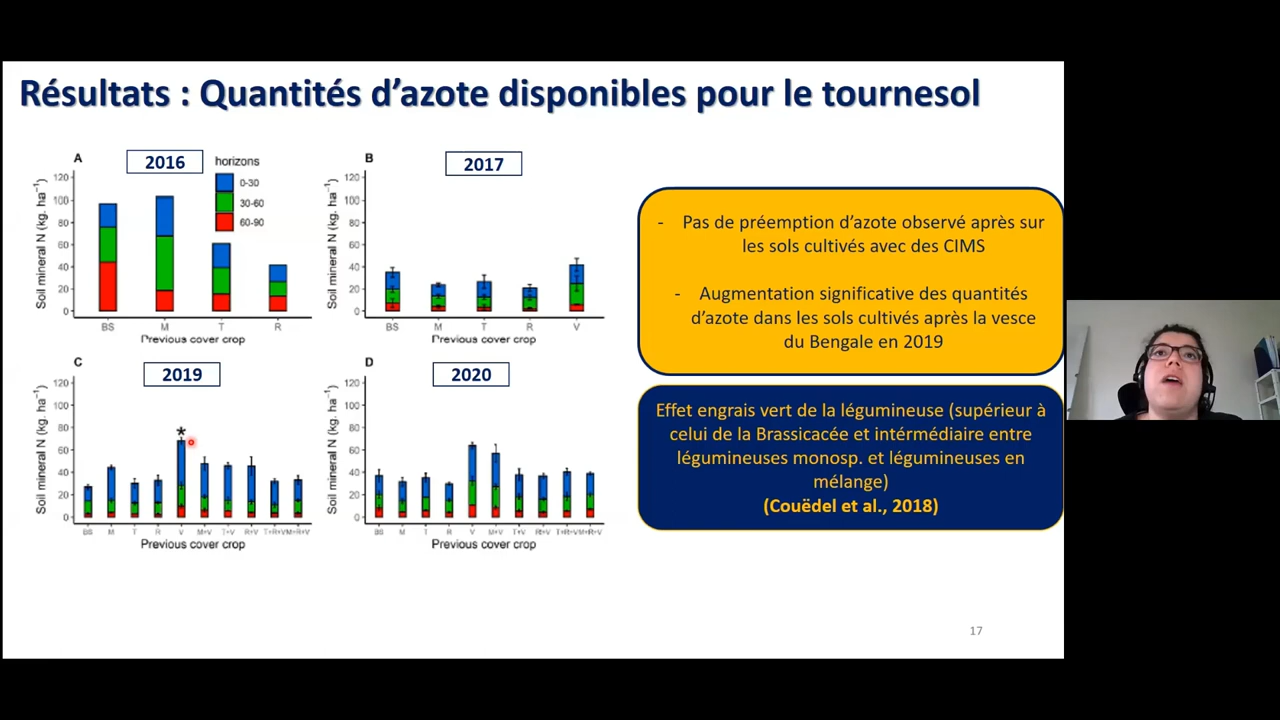 Résultats : Quantités d'azote disponibles pour le tournesol
A
2016
horizons
0-30
30-60
60-90
Soil mineral N (kg. ha⁻¹)
120
100
80
60
40
20
0
BS M T R
Previous cover crop
B
2017
Soil mineral N (kg. ha⁻¹)
120
100
80
60
40
20
0
BS M T R V
Previous cover crop
C
2019
Soil mineral N (kg. ha⁻¹)
120
100
80
60
40
20
0
*
BS M T R V M+V T+V R+V T+R+V M+R+V
Previous cover crop
D
2020
Soil mineral N (kg. ha⁻¹)
120
100
80
60
40
20
0
BS M T R V M+V T+V R+V T+R+V M+R+V
Previous cover crop
- Pas de préemption d'azote observé après sur
les sols cultivés avec des CIMS
- Augmentation significative des quantités
d'azote dans les sols cultivés après la vesce
du Bengale en 2019
Effet engrais vert de la légumineuse (supérieur à
celui de la Brassicacée et intérmédiaire entre
légumineuses monosp. et légumineuses en
mélange)
(Couëdel et al., 2018)
17